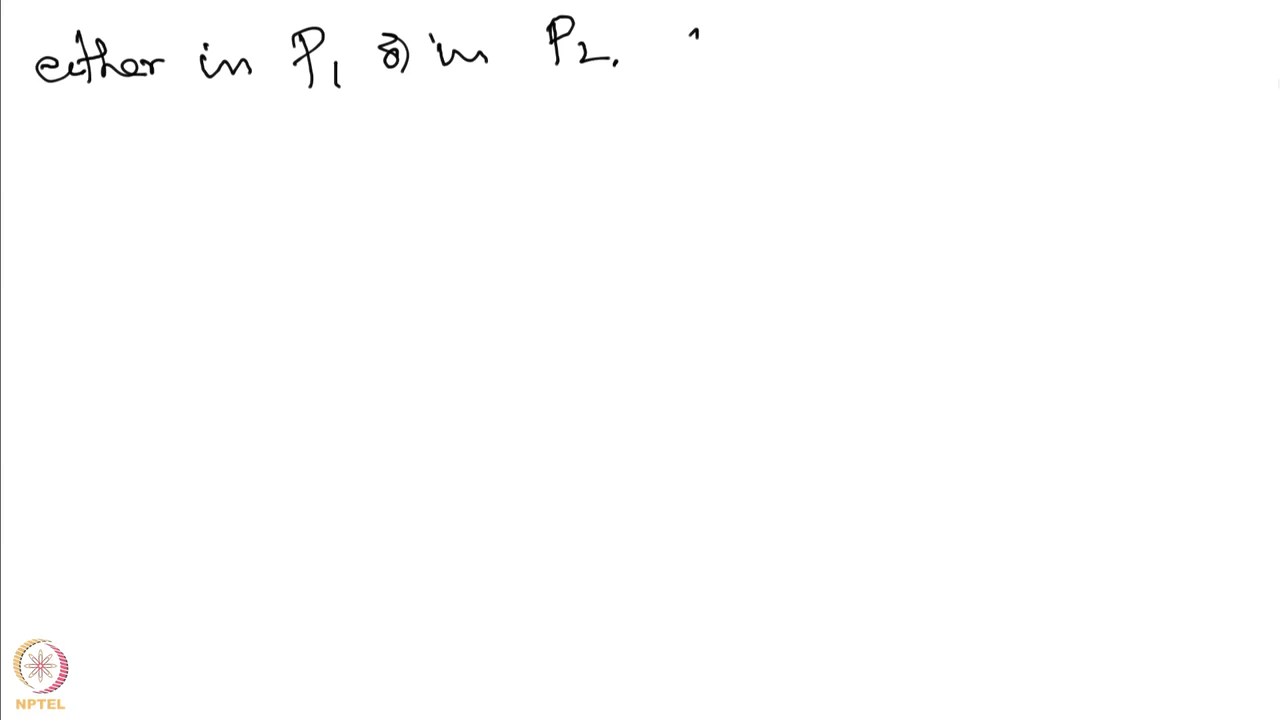 either in P₁ or in P₂.
NPTEL